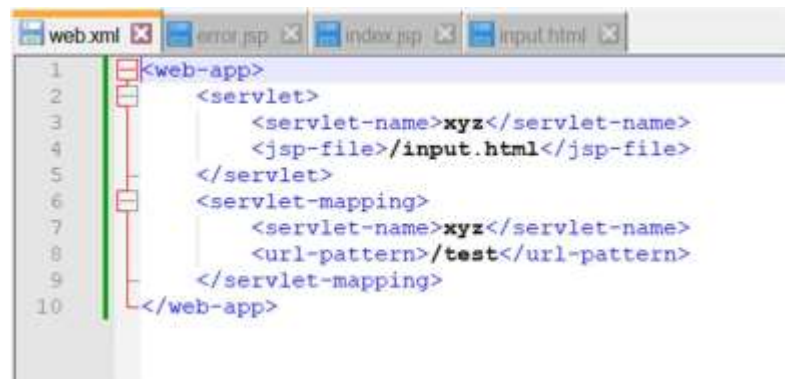 web.xml error.jsp index.jsp input.html
1 <web-app>
2 <servlet>
3 <servlet-name>xyz</servlet-name>
4 <jsp-file>/input.html</jsp-file>
5 </servlet>
6 <servlet-mapping>
7 <servlet-name>xyz</servlet-name>
8 <url-pattern>/test</url-pattern>
9 </servlet-mapping>
10 </web-app>